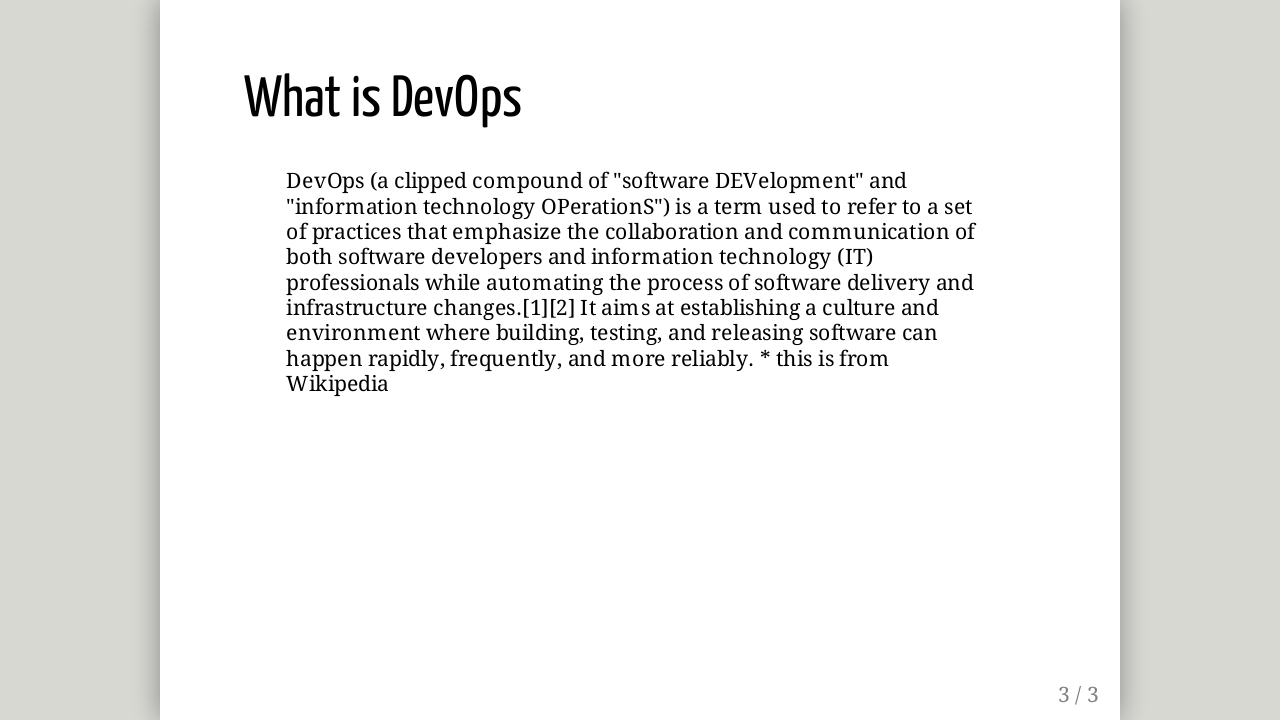 What is DevOps
DevOps (a clipped compound of "software DEVelopment" and
"information technology OPerationS") is a term used to refer to a set
of practices that emphasize the collaboration and communication of
both software developers and information technology (IT)
professionals while automating the process of software delivery and
infrastructure changes.[1][2] It aims at establishing a culture and
environment where building, testing, and releasing software can
happen rapidly, frequently, and more reliably. * this is from
Wikipedia
3 / 3